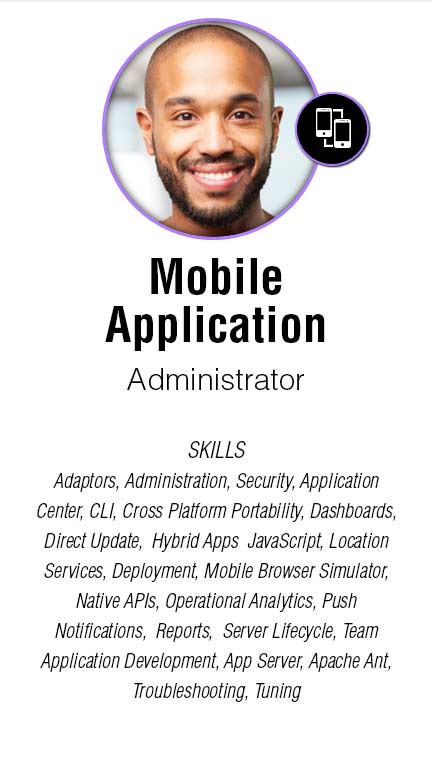 Mobile
Application
Administrator
SKILLS
Adaptors, Administration, Security, Application
Center, CLI, Cross Platform Portability, Dashboards,
Direct Update,  Hybrid Apps  JavaScript, Location
Services, Deployment, Mobile Browser Simulator,
Native APIs, Operational Analytics, Push
Notifications,  Reports,  Server Lifecycle, Team
Application Development, App Server, Apache Ant,
Troubleshooting, Tuning